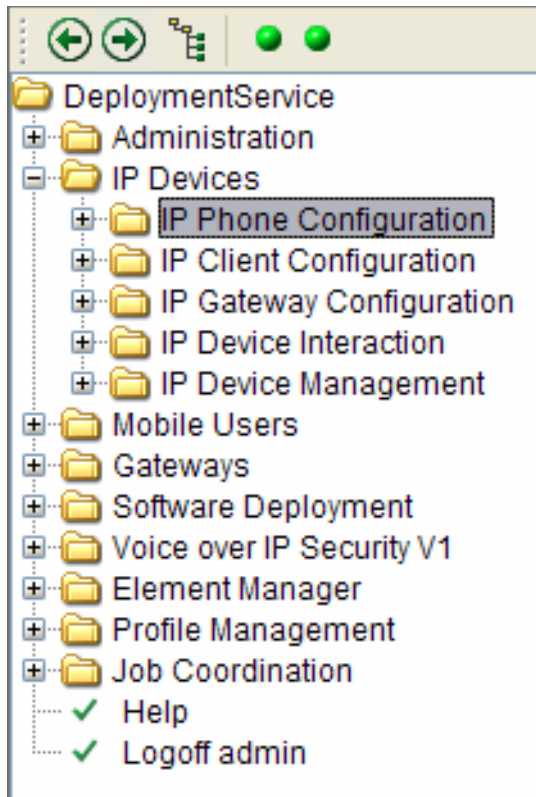 DeploymentService
Administration
IP Devices
IP Phone Configuration
IP Client Configuration
IP Gateway Configuration
IP Device Interaction
IP Device Management
Mobile Users
Gateways
Software Deployment
Voice over IP Security V1
Element Manager
Profile Management
Job Coordination
Help
Logoff admin